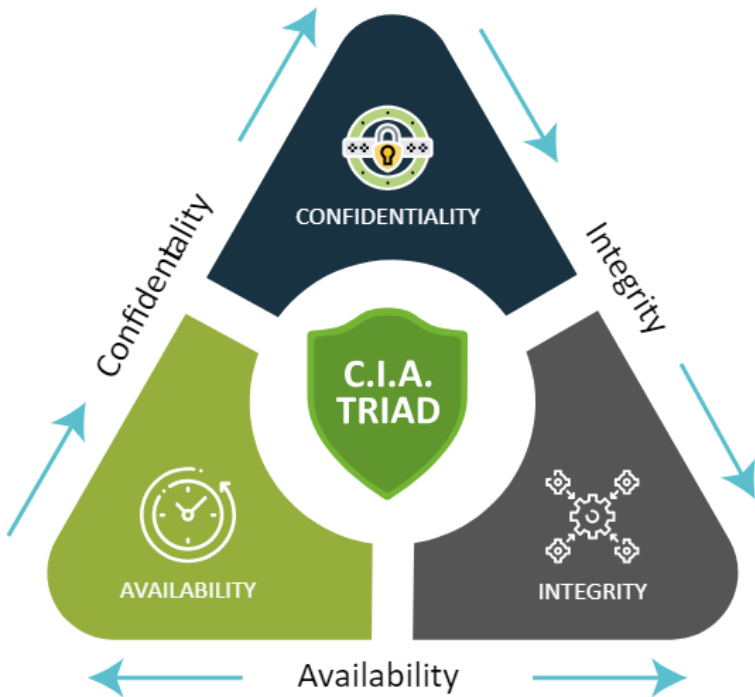 CONFIDENTIALITY
Confidentality
Integrity
C.I.A.
TRIAD
AVAILABILITY
INTEGRITY
Availability